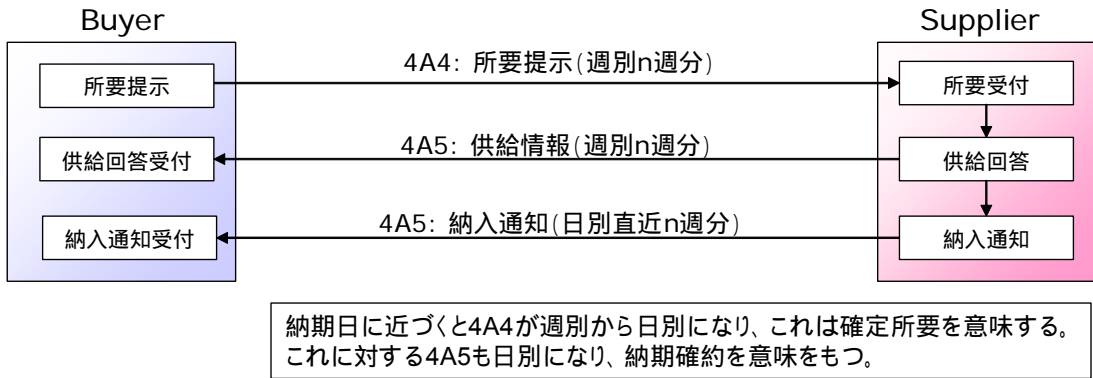 Buyer
Supplier
4A4: 所要提示(週別n週分)
所要提示
所要受付
4A5: 供給情報(週別n週分)
供給回答受付
供給回答
4A5: 納入通知(日別直近n週分)
納入通知受付
納入通知
納期日に近づくと4A4が週別から日別になり、これは確定所要を意味する。
これに対する4A5も日別になり、納期確約を意味をもつ。